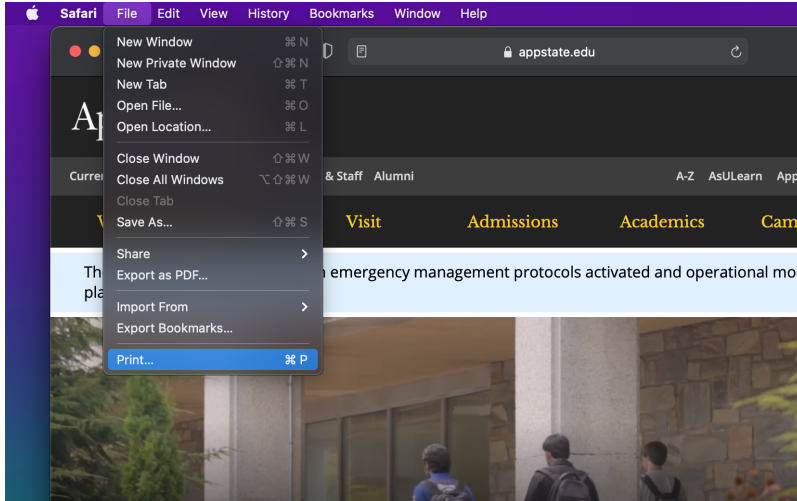 Safari File Edit View History Bookmarks Window Help
New Window ⌘ N
New Private Window ⇧ ⌘ N
New Tab ⌘ T
Open File... ⌘ O
Open Location... ⌘ L
Close Window ⇧ ⌘ W
Close All Windows ⌥ ⇧ ⌘ W
Close Tab
Save As... ⇧ ⌘ S
Share
Export as PDF...
Import From
Export Bookmarks...
Print... ⌘ P
appstate.edu
& Staff Alumni A-Z AsULearn App
Visit Admissions Academics Cam
Th emergency management protocols activated and operational mo
pla